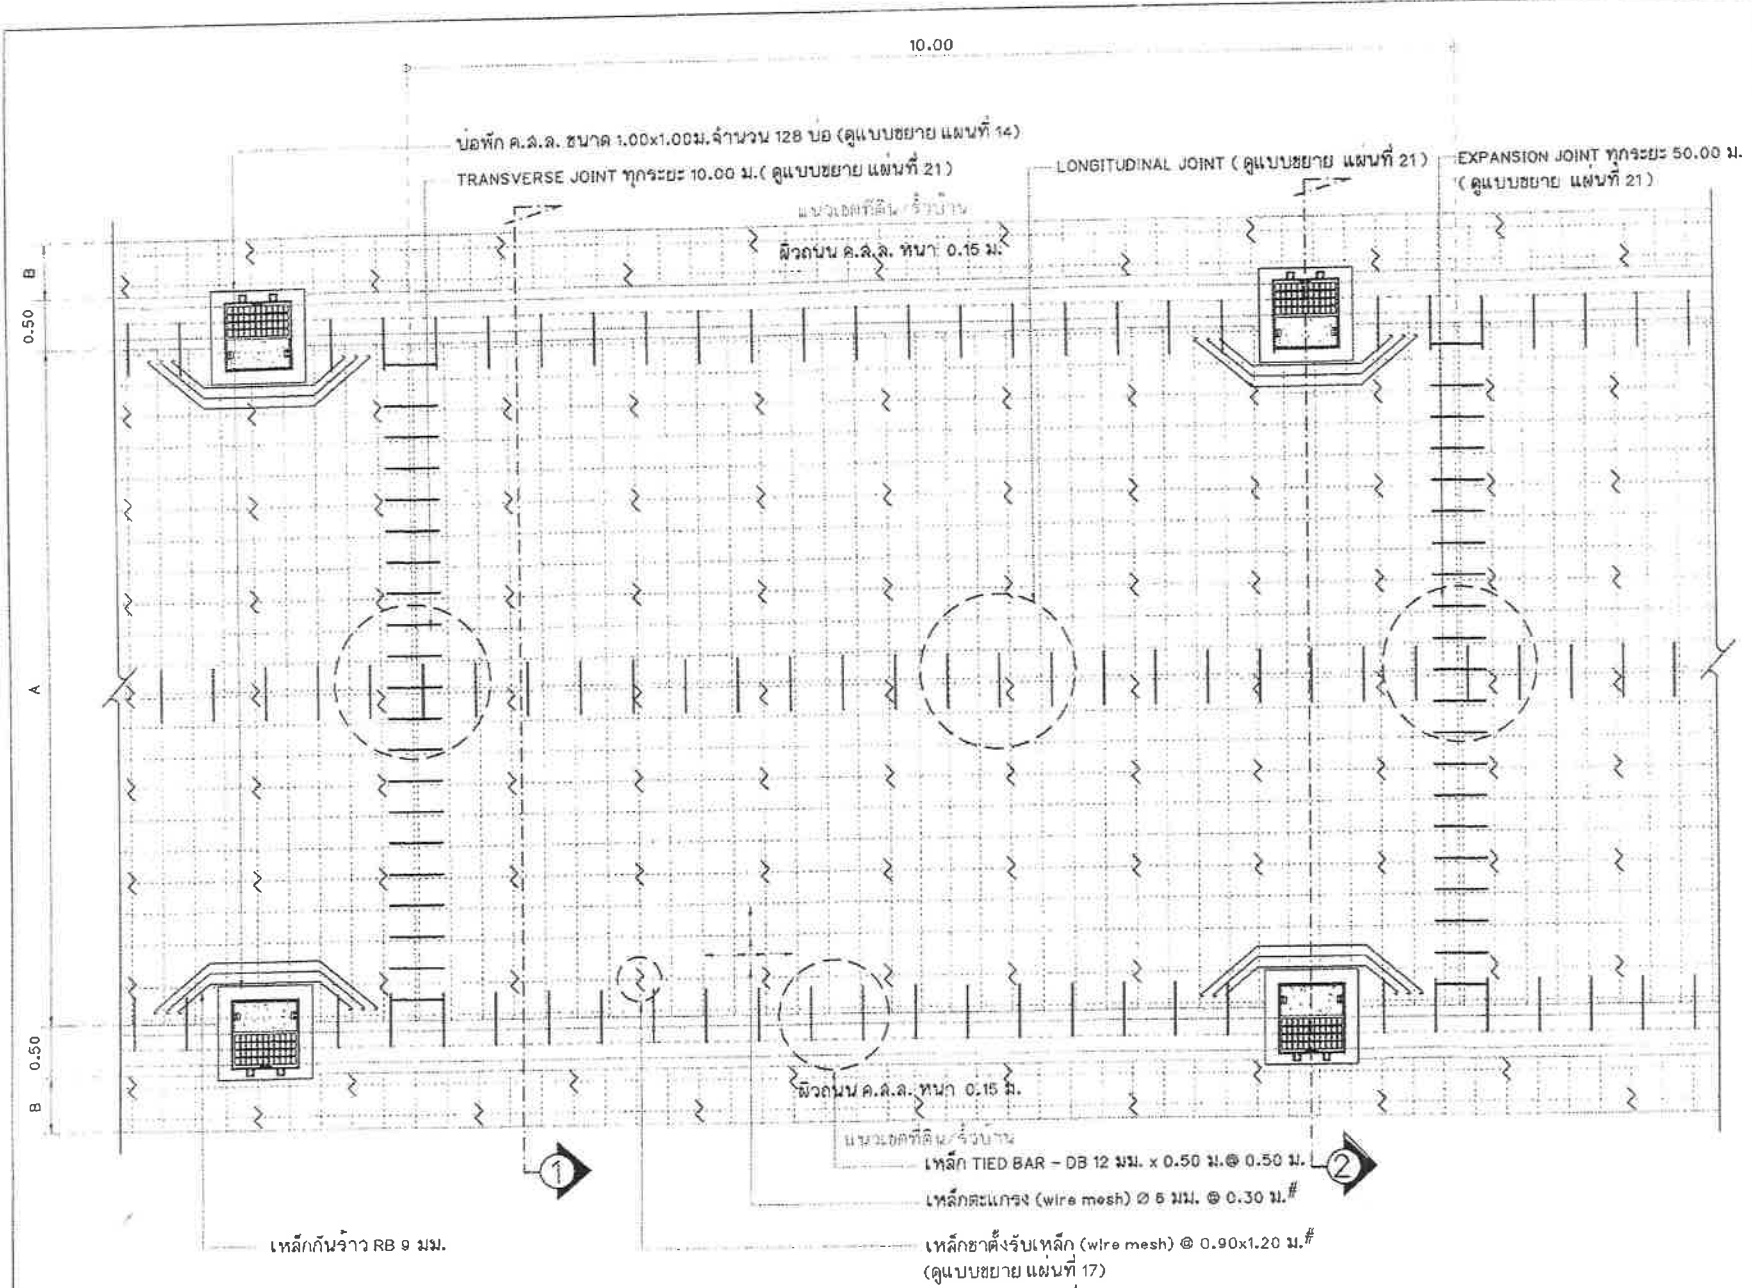 10.00
บ่อพัก ค.ส.ล. ขนาด 1.00x1.00ม.จำนวน 128 บ่อ (ดูแบบขยาย แผ่นที่ 14)
TRANSVERSE JOINT ทุกระยะ 10.00 ม.( ดูแบบขยาย แผ่นที่ 21 )
LONGITUDINAL JOINT ( ดูแบบขยาย แผ่นที่ 21 )
EXPANSION JOINT ทุกระยะ 50.00 ม.
( ดูแบบขยาย แผ่นที่ 21 )
แนวเขตที่ดิน/รั้วบ้าน
ผิวถนน ค.ส.ล. หนา 0.15 ม.
B
0.50
A
0.50
B
ผิวถนน ค.ส.ล. หนา 0.15 ม.
แนวเขตที่ดิน/รั้วบ้าน
เหล็ก TIED BAR - DB 12 มม. x 0.50 ม.@ 0.50 ม.
1
2
เหล็กตะแกรง (wire mesh) Ø 6 มม. @ 0.30 ม.#
เหล็กกันร้าว RB 9 มม.
เหล็กขาตั้งรับเหล็ก (wire mesh) @ 0.90x1.20 ม.#
(ดูแบบขยาย แผ่นที่ 17)